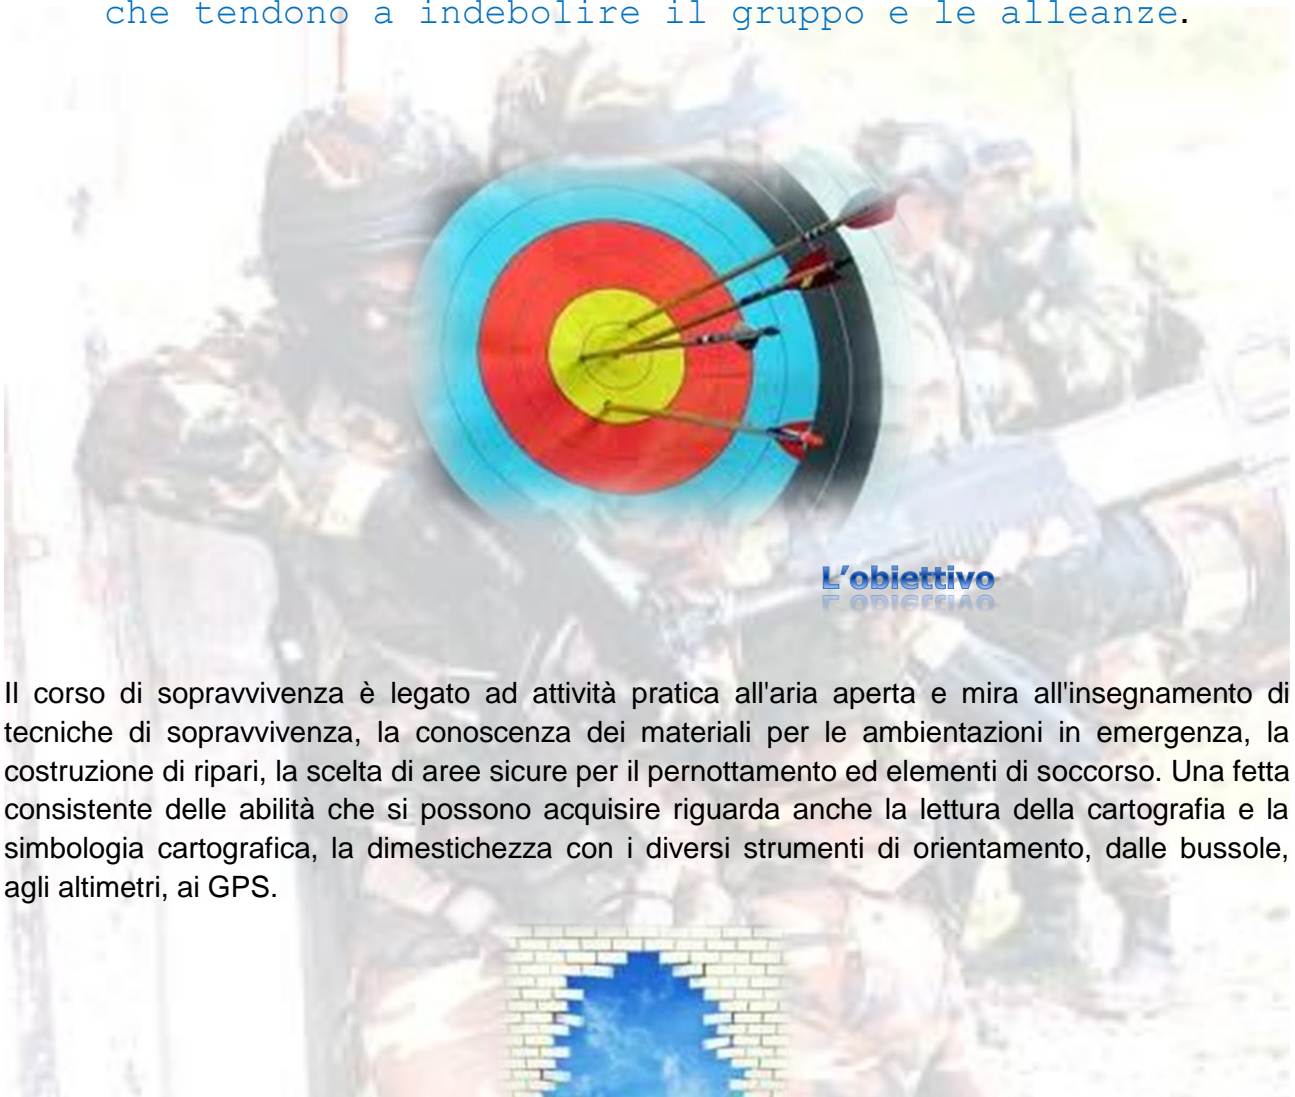 che tendono a indebolire il gruppo e le alleanze.
L'obiettivo
Il corso di sopravvivenza è legato ad attività pratica all'aria aperta e mira all'insegnamento di
tecniche di sopravvivenza, la conoscenza dei materiali per le ambientazioni in emergenza, la
costruzione di ripari, la scelta di aree sicure per il pernottamento ed elementi di soccorso. Una fetta
consistente delle abilità che si possono acquisire riguarda anche la lettura della cartografia e la
simbologia cartografica, la dimestichezza con i diversi strumenti di orientamento, dalle bussole,
agli altimetri, ai GPS.